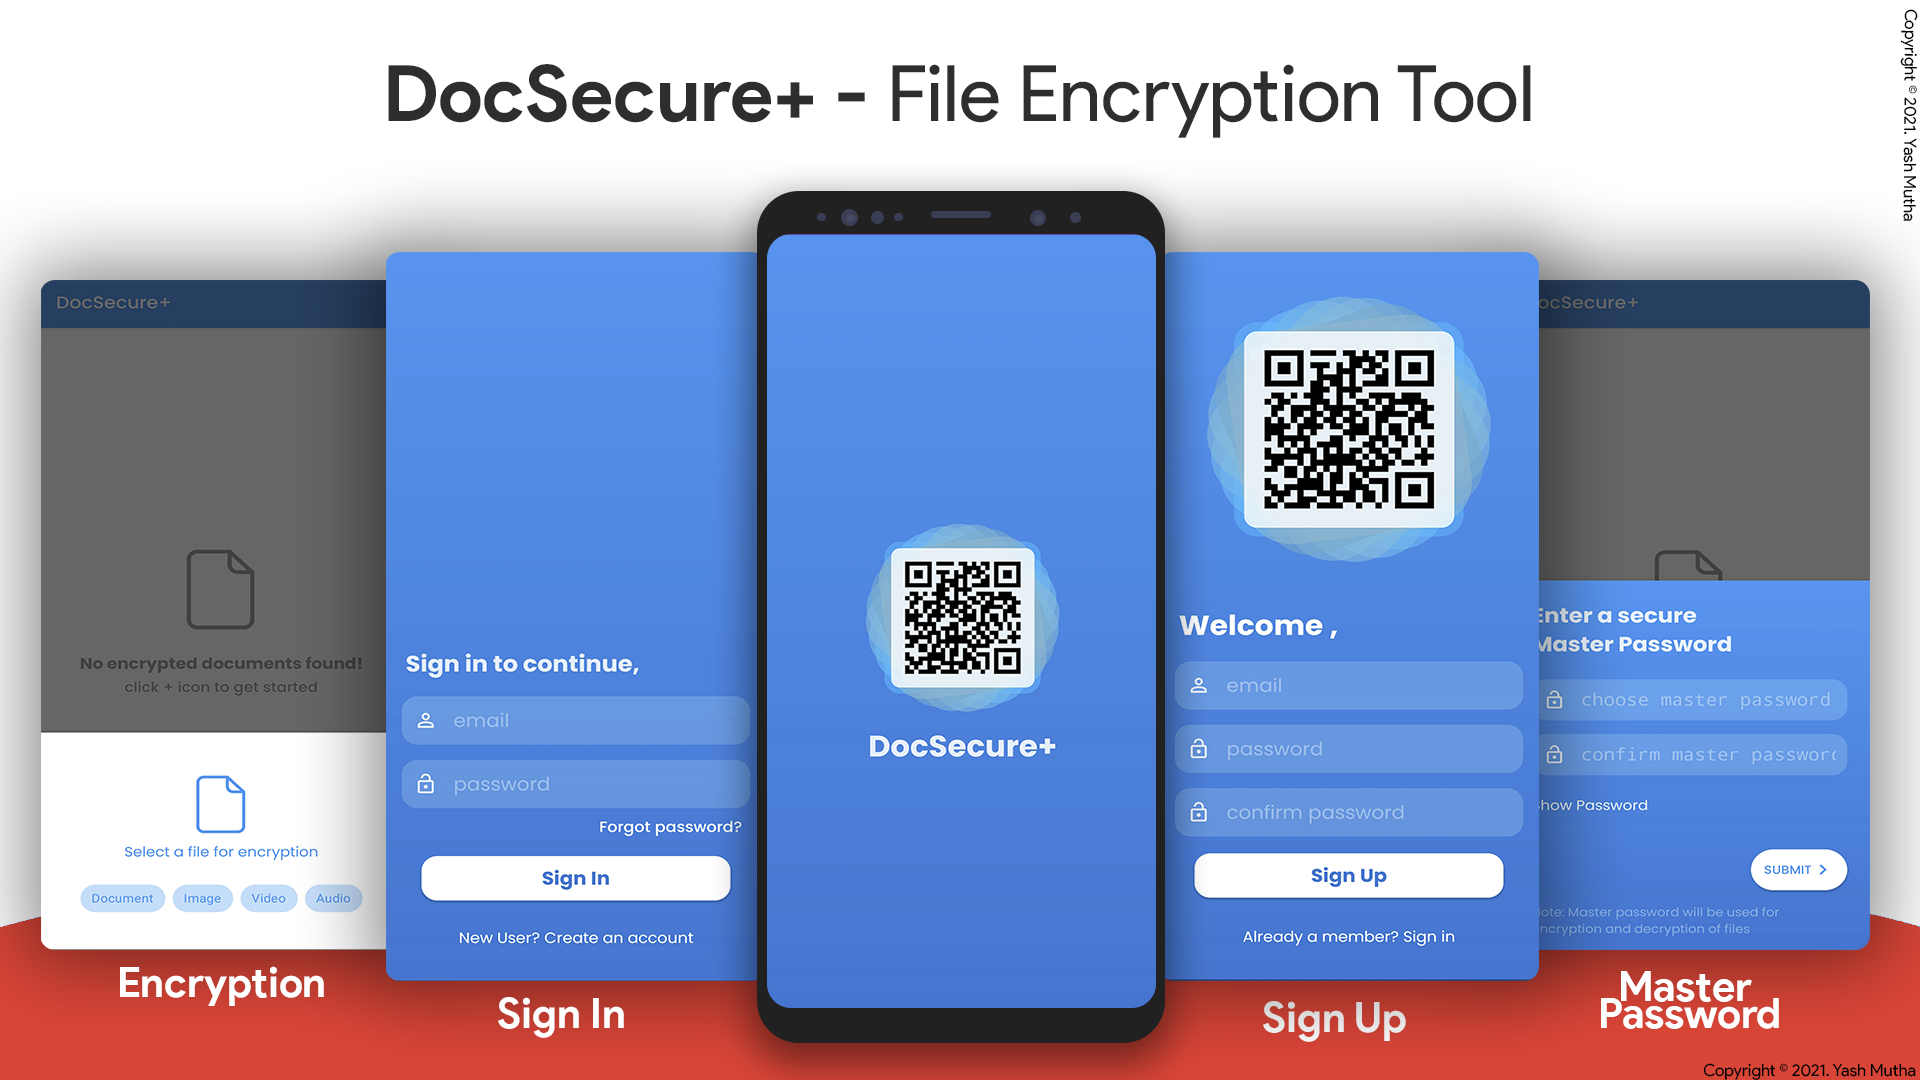 DocSecure+ - File Encryption Tool
Copyright © 2021. Yash Mutha
DocSecure+
No encrypted documents found!
click + icon to get started
Select a file for encryption
Document Image Video Audio
Encryption
Sign in to continue,
email
password
Forgot password?
Sign In
New User? Create an account
Sign In
DocSecure+
Welcome ,
email
password
confirm password
Sign Up
Already a member? Sign in
Sign Up
ocSecure+
Enter a secure
Master Password
choose master password
confirm master password
how Password
SUBMIT
ote: Master password will be used for
ncryption and decryption of files
Master
Password
Copyright © 2021. Yash Mutha